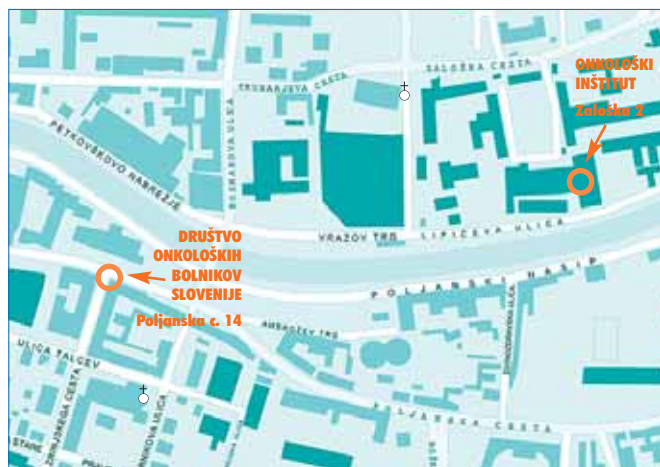 ONKOLOŠKI
INŠTITUT
Zaloška 2
ZALOŠKA CESTA
TRUBARJEVA CESTA
PETKOVŠKOVO NABREŽJE
VRAZOV TRG
LIPIČEVA ULICA
DRUŠTVO
ONKOLOŠKIH
BOLNIKOV
SLOVENIJE
Poljanska c. 14
POLJANSKI NASIP
AMBROŽEV TRG
ULICA TALCEV
POLJANSKA CESTA
STARE